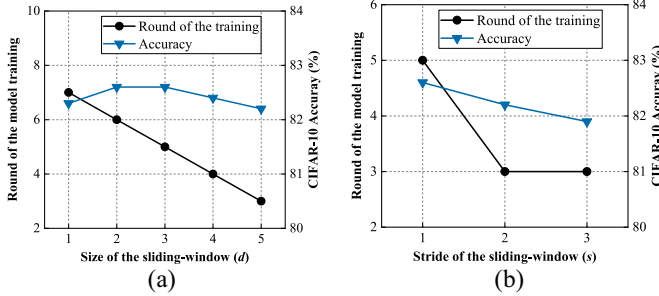 Round of the training
Accuracy
10
8
6
4
2
84
83
82
81
80
1 2 3 4 5
Round of the model training
CIFAR-10 Accuray (%)
Size of the sliding-window (d)
(a)
Round of the training
Accuracy
6
5
4
3
2
84
83
82
81
80
1 2 3
Round of the model training
CIFAR-10 Accuray (%)
Stride of the sliding-window (s)
(b)